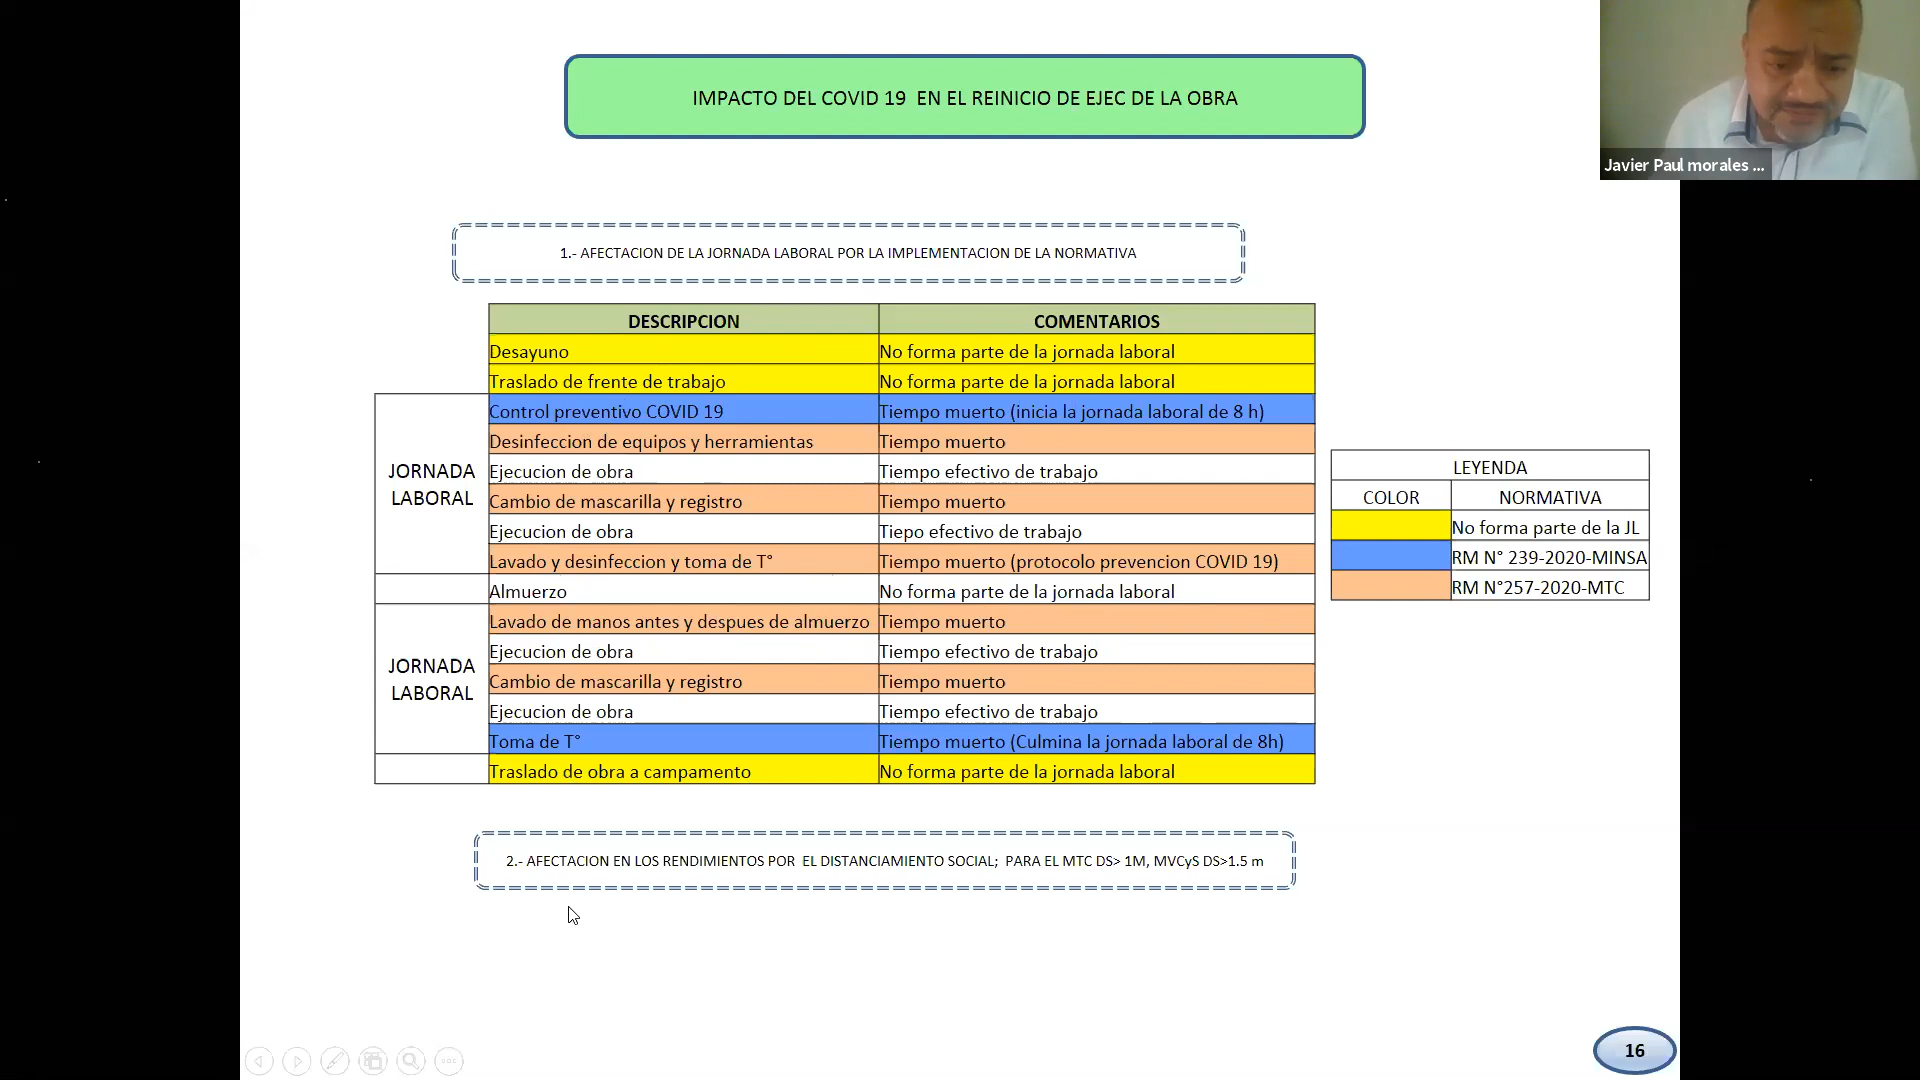 IMPACTO DEL COVID 19 EN EL REINICIO DE EJEC DE LA OBRA
Javier Paul morales ...
1.- AFECTACION DE LA JORNADA LABORAL POR LA IMPLEMENTACION DE LA NORMATIVA
DESCRIPCION COMENTARIOS
Desayuno No forma parte de la jornada laboral
Traslado de frente de trabajo No forma parte de la jornada laboral
JORNADA LABORAL
Control preventivo COVID 19 Tiempo muerto (inicia la jornada laboral de 8 h)
Desinfeccion de equipos y herramientas Tiempo muerto
Ejecucion de obra Tiempo efectivo de trabajo
Cambio de mascarilla y registro Tiempo muerto
Ejecucion de obra Tiepo efectivo de trabajo
Lavado y desinfeccion y toma de T° Tiempo muerto (protocolo prevencion COVID 19)
Almuerzo No forma parte de la jornada laboral
JORNADA LABORAL
Lavado de manos antes y despues de almuerzo Tiempo muerto
Ejecucion de obra Tiempo efectivo de trabajo
Cambio de mascarilla y registro Tiempo muerto
Ejecucion de obra Tiempo efectivo de trabajo
Toma de T° Tiempo muerto (Culmina la jornada laboral de 8h)
Traslado de obra a campamento No forma parte de la jornada laboral
LEYENDA
COLOR NORMATIVA
No forma parte de la JL
RM N° 239-2020-MINSA
RM N°257-2020-MTC
2.- AFECTACION EN LOS RENDIMIENTOS POR EL DISTANCIAMIENTO SOCIAL; PARA EL MTC DS> 1M, MVCyS DS>1.5 m
16